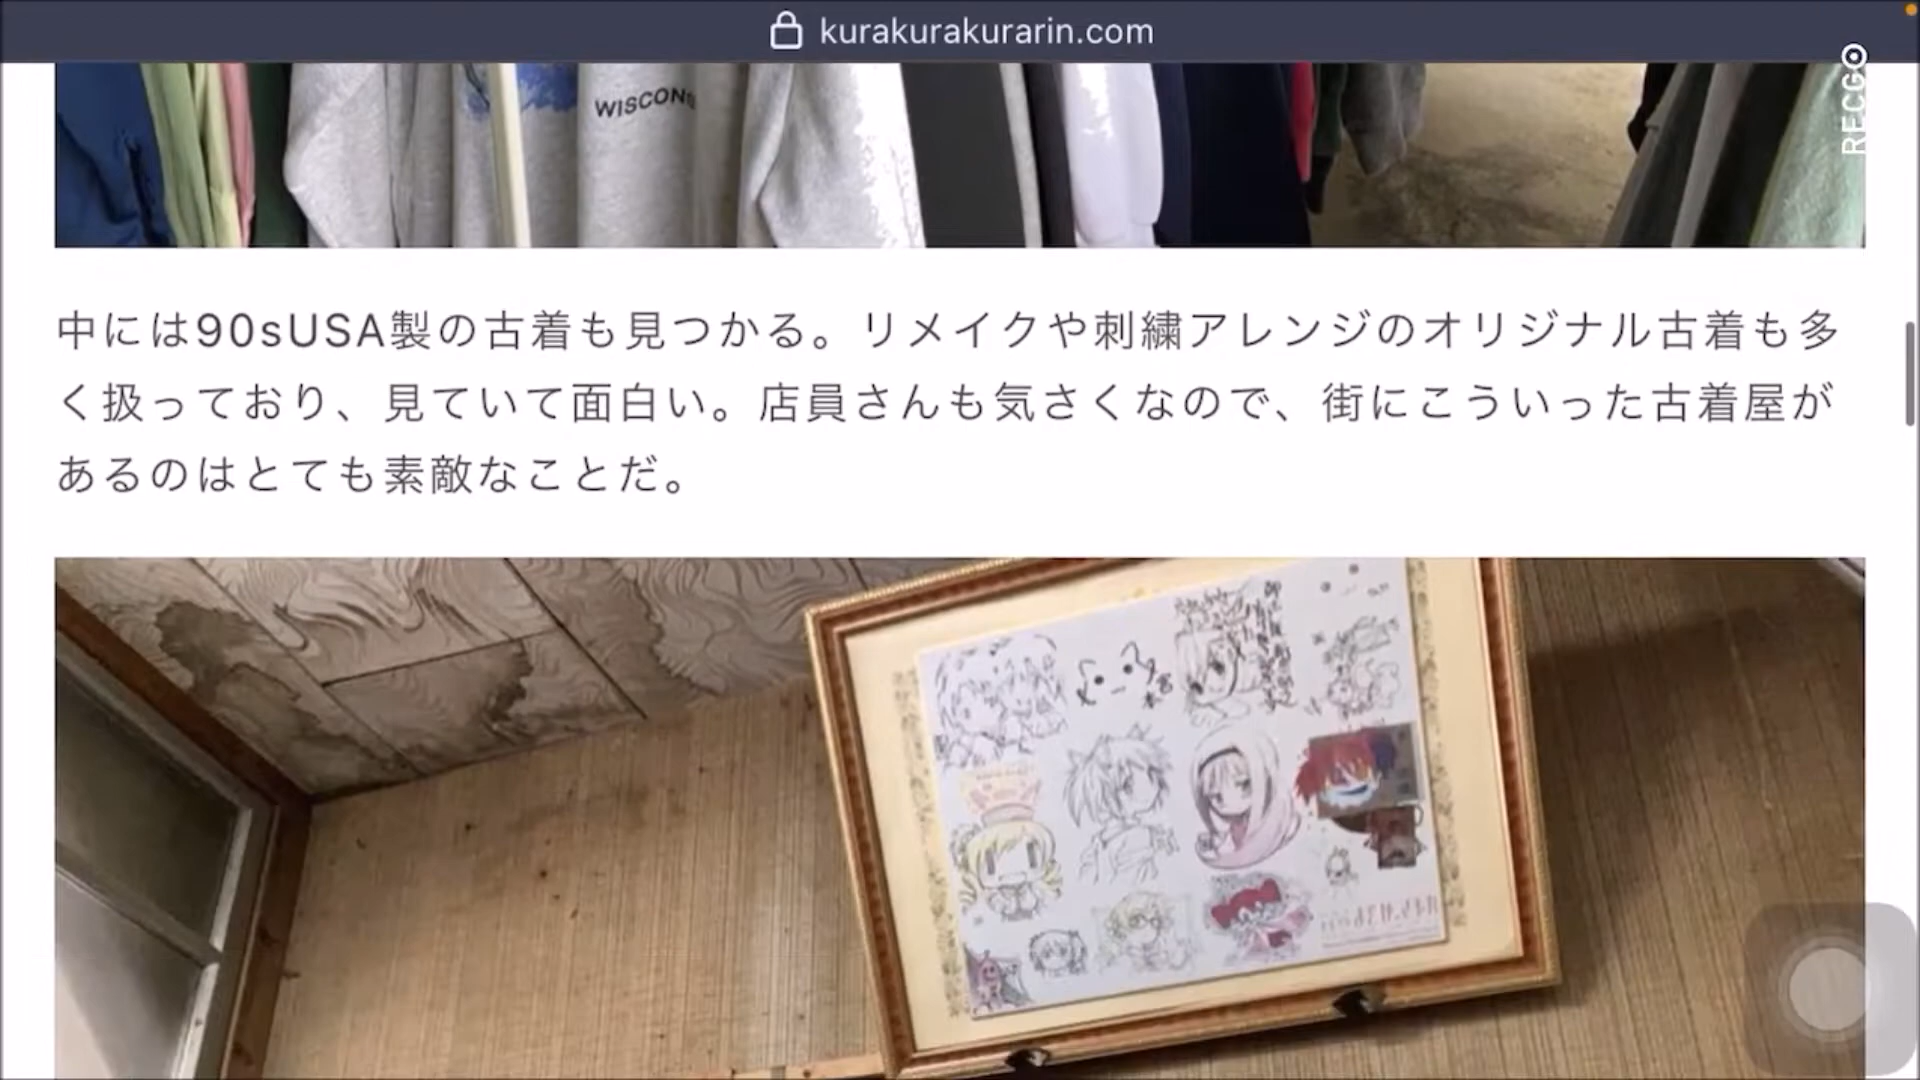 kurakurakurarin.com
RECGO
WISCONS
中には90sUSA製の古着も見つかる。リメイクや刺繍アレンジのオリジナル古着も多
く扱っており、見ていて面白い。店員さんも気さくなので、街にこういった古着屋が
あるのはとても素敵なことだ。